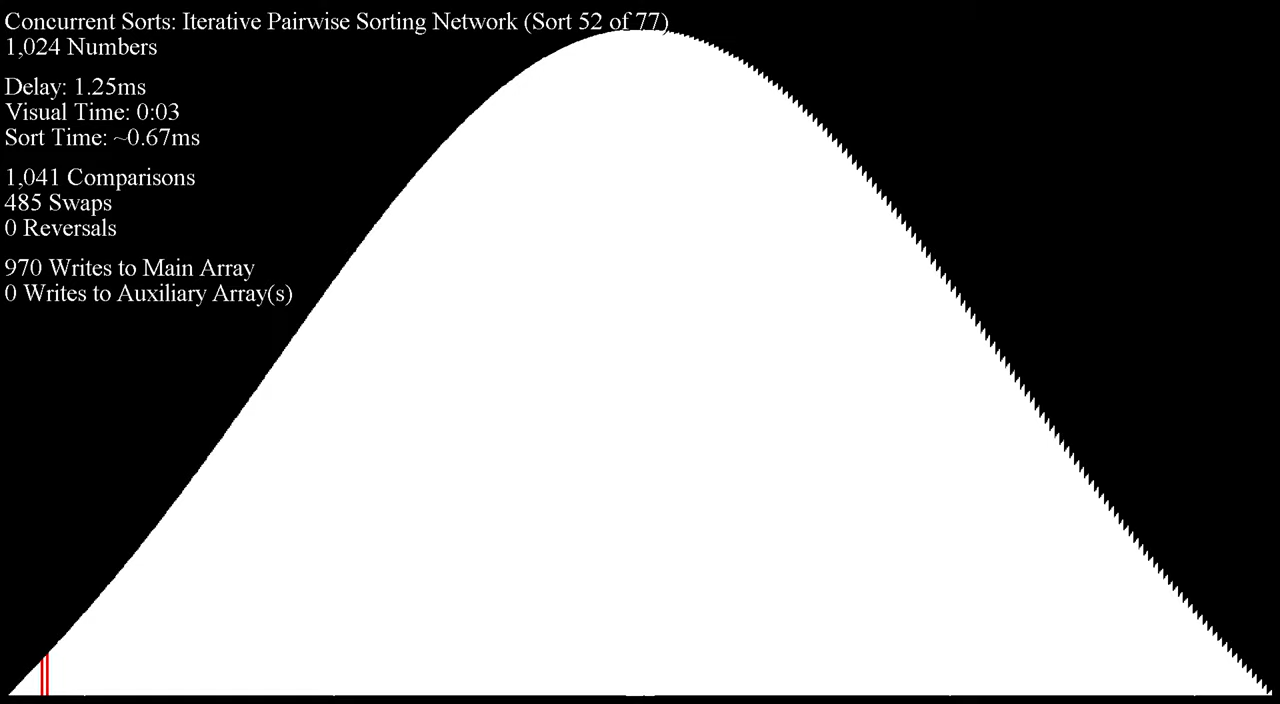 Concurrent Sorts: Iterative Pairwise Sorting Network (Sort 52 of 77)
1,024 Numbers
Delay: 1.25ms
Visual Time: 0:03
Sort Time: ~0.67ms
1,041 Comparisons
485 Swaps
0 Reversals
970 Writes to Main Array
0 Writes to Auxiliary Array(s)